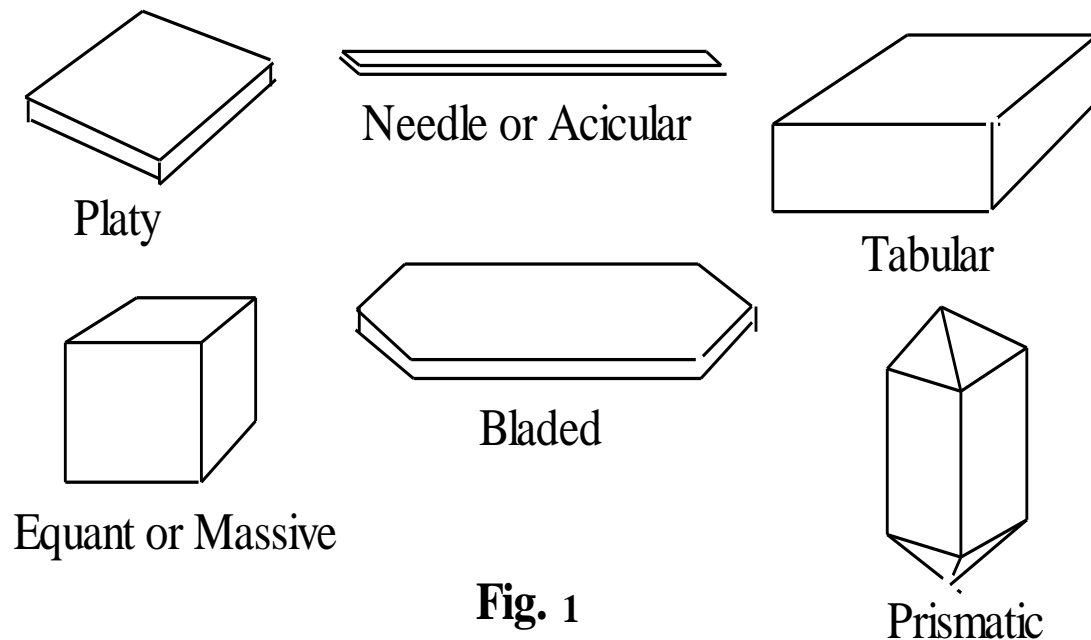 Platy
Needle or Acicular
Tabular
Equant or Massive
Bladed
Prismatic
Fig. 1